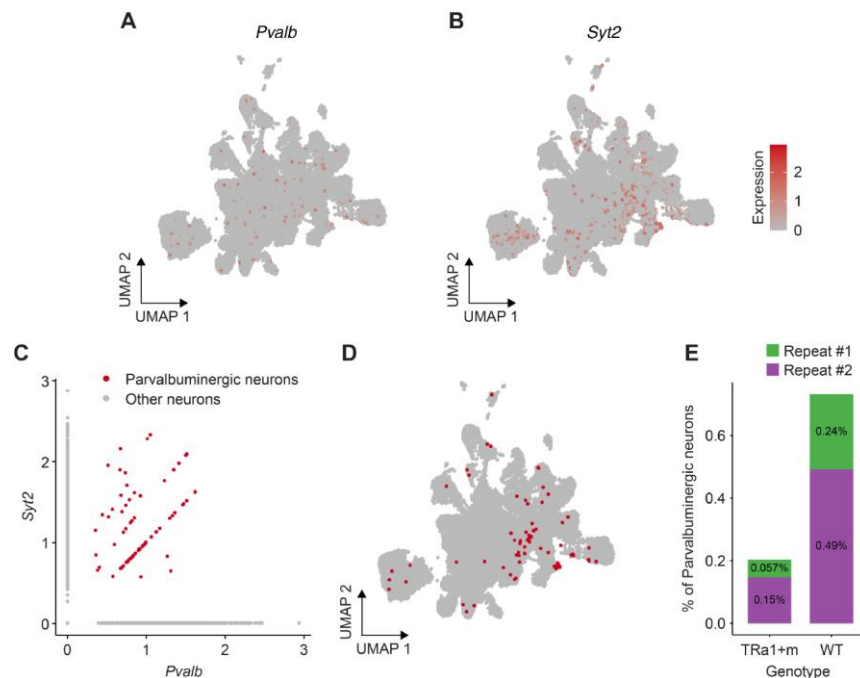 A
Pvalb
UMAP 2
UMAP 1
B
Syt2
UMAP 2
UMAP 1
Expression
2
1
0
C
Parvalbuminergic neurons
Other neurons
3
2
1
0
Syt2
0
1
2
3
Pvalb
D
UMAP 2
UMAP 1
E
Repeat #1
Repeat #2
% of Parvalbuminergic neurons
0.6
0.4
0.2
0.0
0.057%
0.15%
0.24%
0.49%
TRa1+m
WT
Genotype